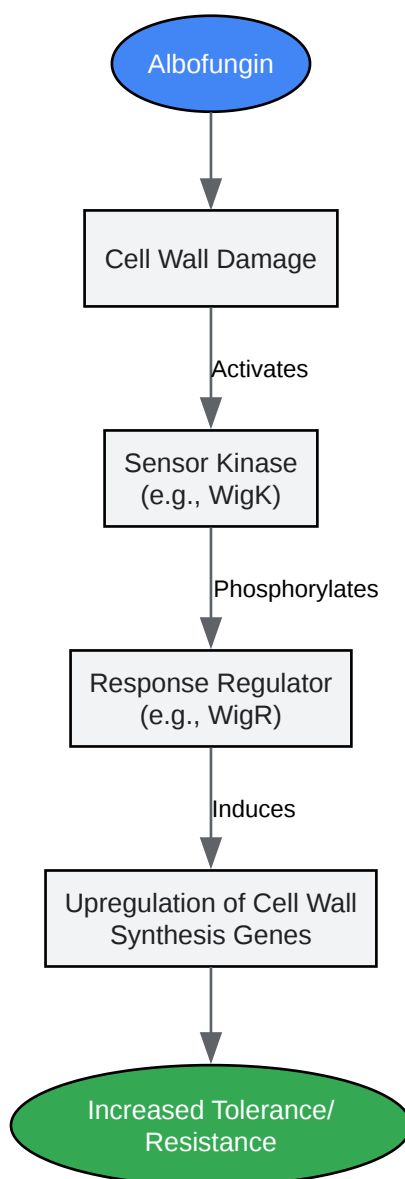 Albofungin
Cell Wall Damage
Activates
Sensor Kinase
(e.g., WigK)
Phosphorylates
Response Regulator
(e.g., WigR)
Induces
Upregulation of Cell Wall
Synthesis Genes
Increased Tolerance/
Resistance